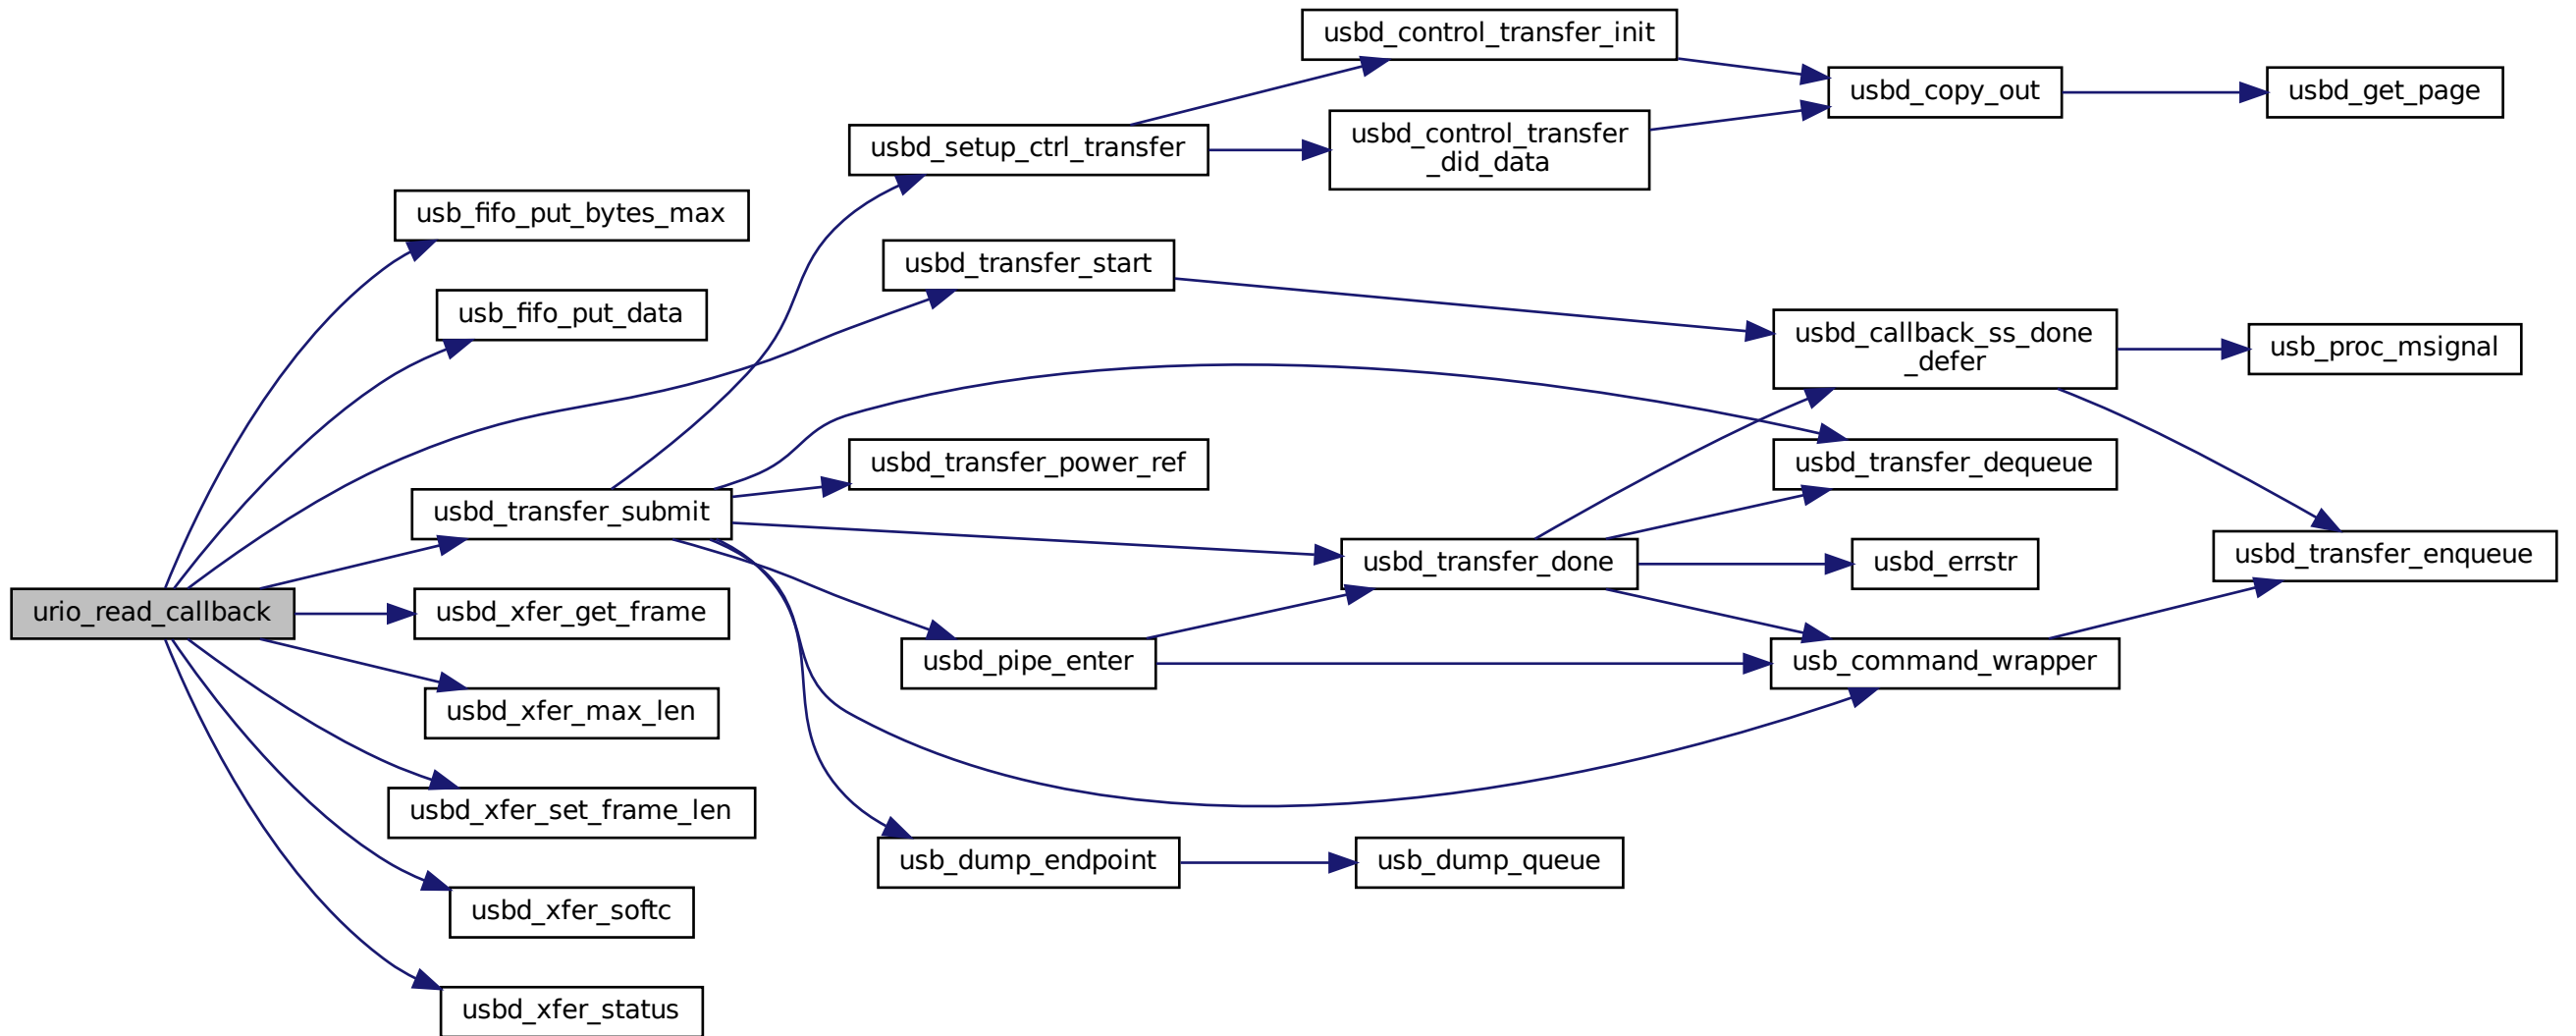 usbd_control_transfer_init
usbd_copy_out
usbd_get_page
usbd_setup_ctrl_transfer
usbd_control_transfer
_did_data
usb_fifo_put_bytes_max
usbd_transfer_start
usb_fifo_put_data
usbd_callback_ss_done
_defer
usb_proc_msignal
usbd_transfer_power_ref
usbd_transfer_dequeue
usbd_transfer_submit
usbd_transfer_done
usbd_errstr
usbd_transfer_enqueue
urio_read_callback
usbd_xfer_get_frame
usbd_pipe_enter
usb_command_wrapper
usbd_xfer_max_len
usbd_xfer_set_frame_len
usb_dump_endpoint
usb_dump_queue
usbd_xfer_softc
usbd_xfer_status